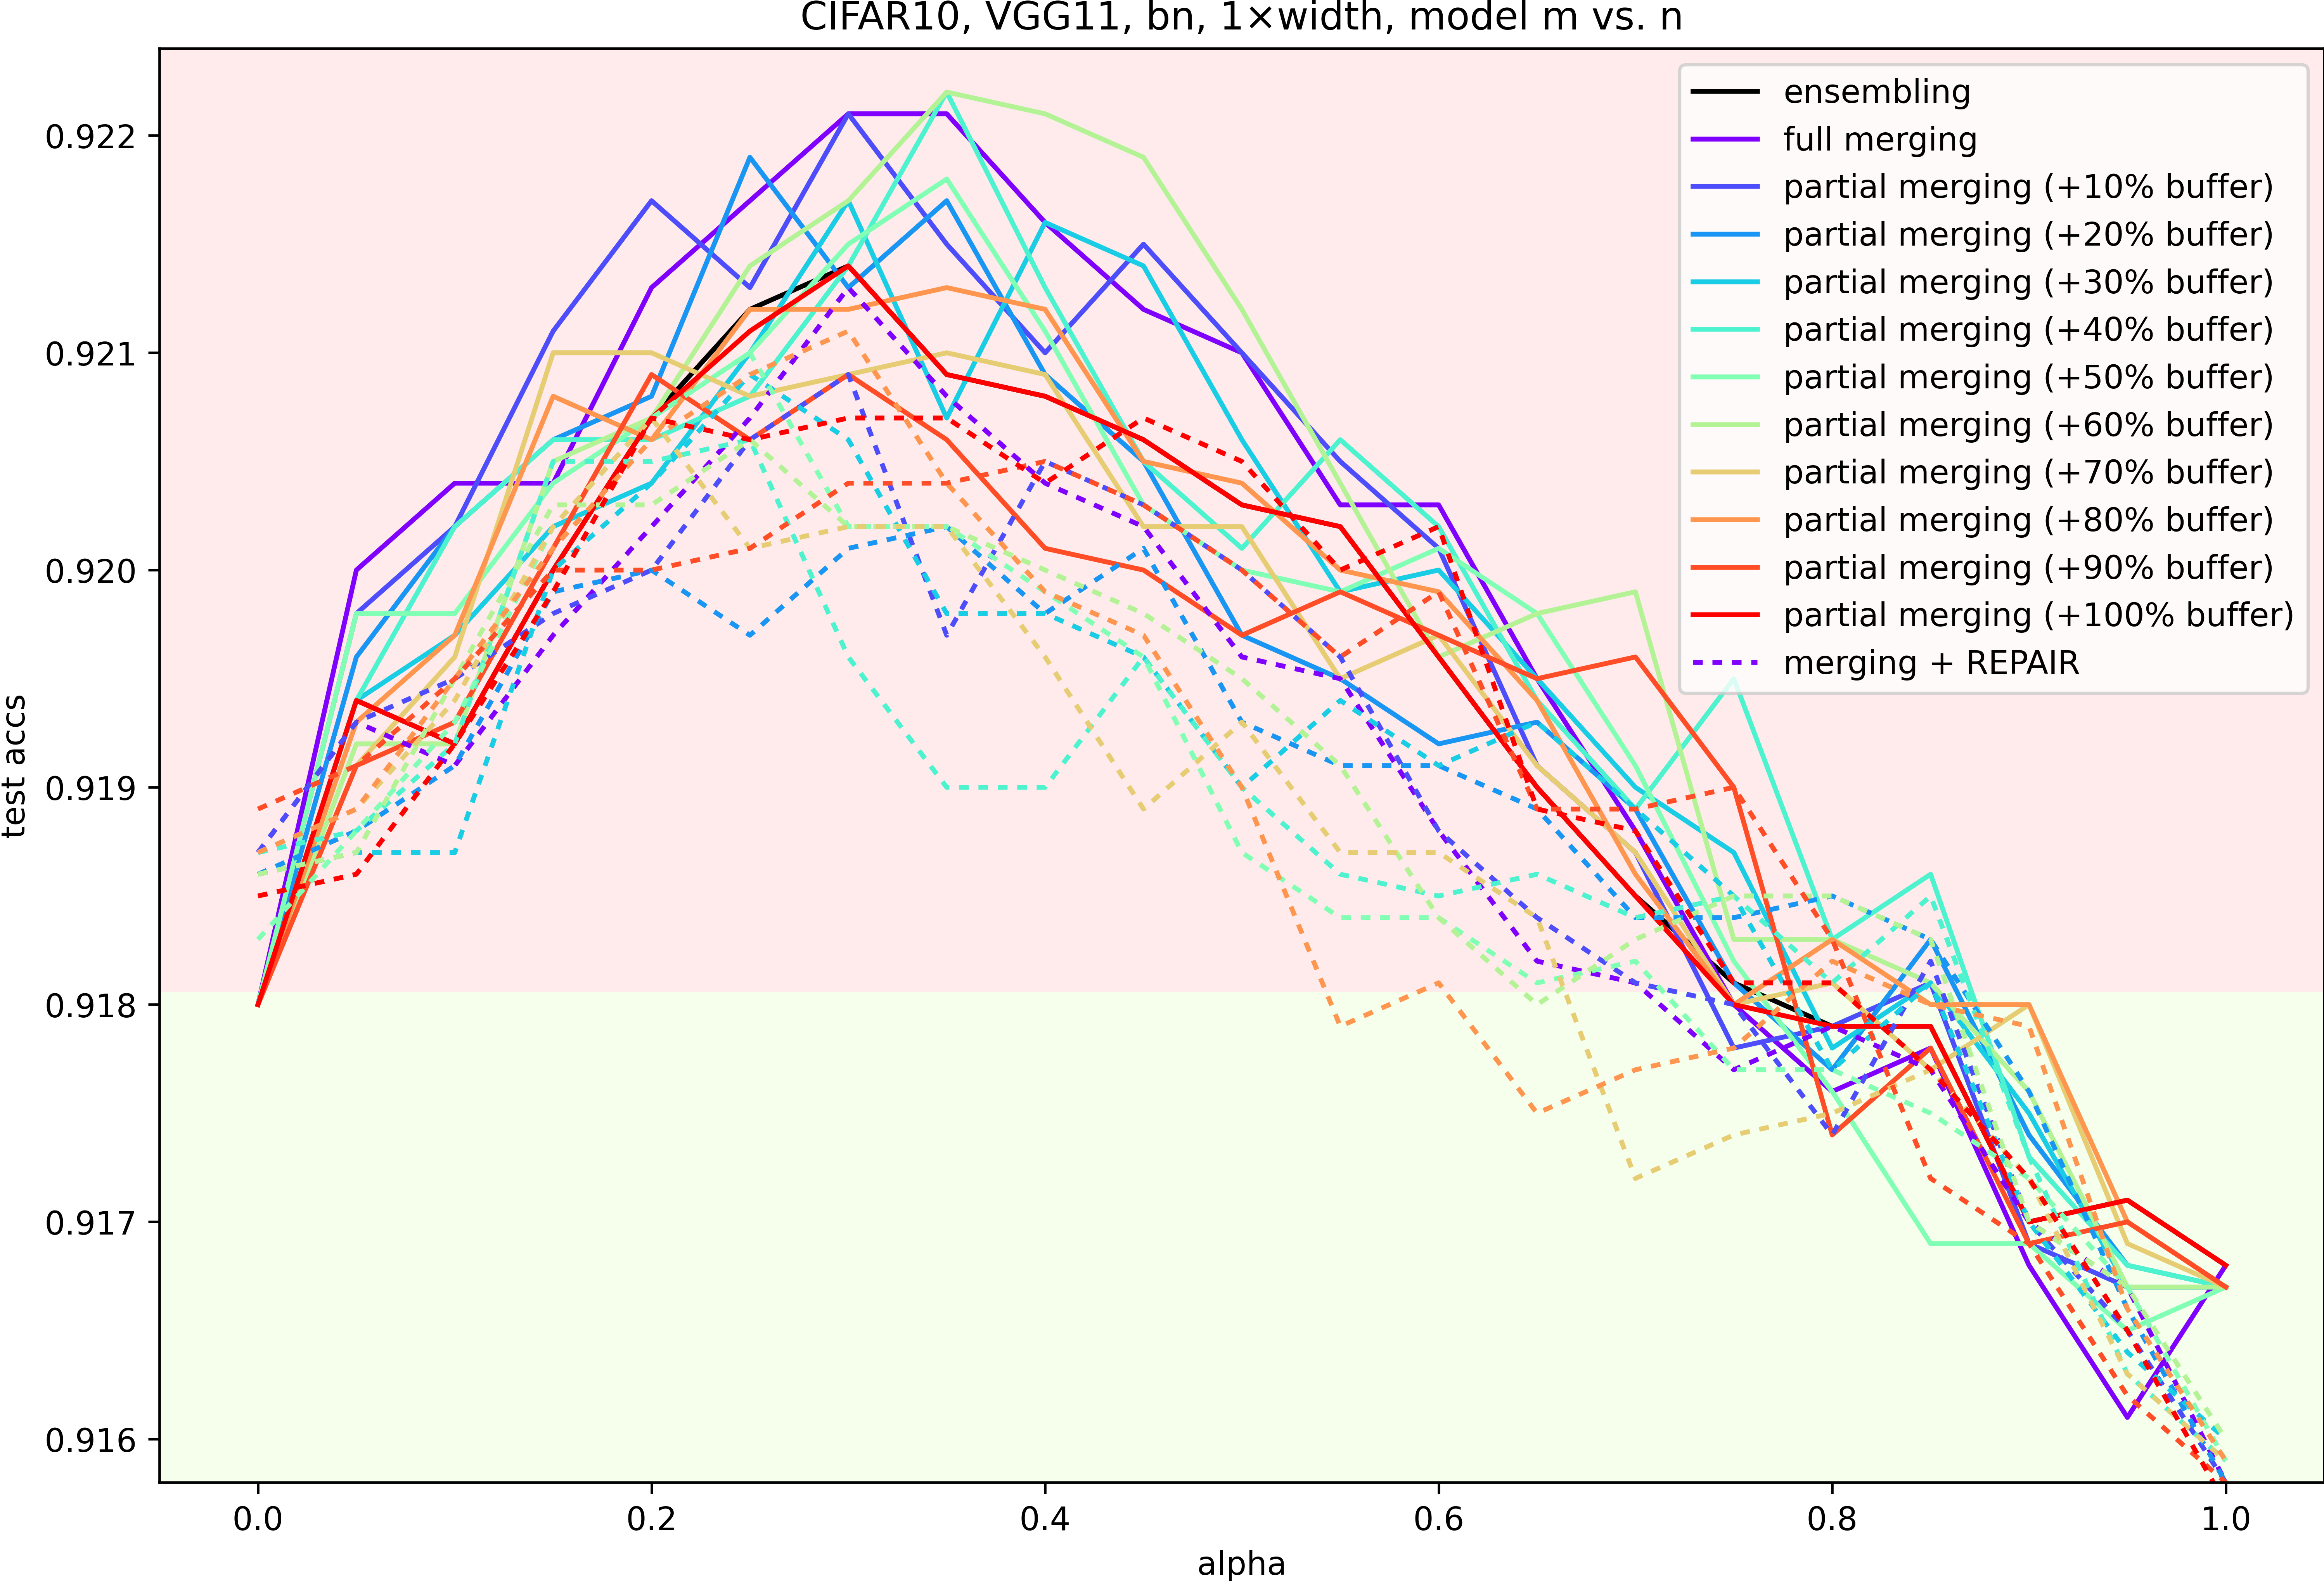 CIFAR10, VGG11, bn, 1×width, model m vs. n
0.922
0.921
0.920
0.919
0.918
0.917
0.916
test accs
0.0
0.2
0.4
0.6
0.8
1.0
alpha
ensembling
full merging
partial merging (+10% buffer)
partial merging (+20% buffer)
partial merging (+30% buffer)
partial merging (+40% buffer)
partial merging (+50% buffer)
partial merging (+60% buffer)
partial merging (+70% buffer)
partial merging (+80% buffer)
partial merging (+90% buffer)
partial merging (+100% buffer)
merging + REPAIR